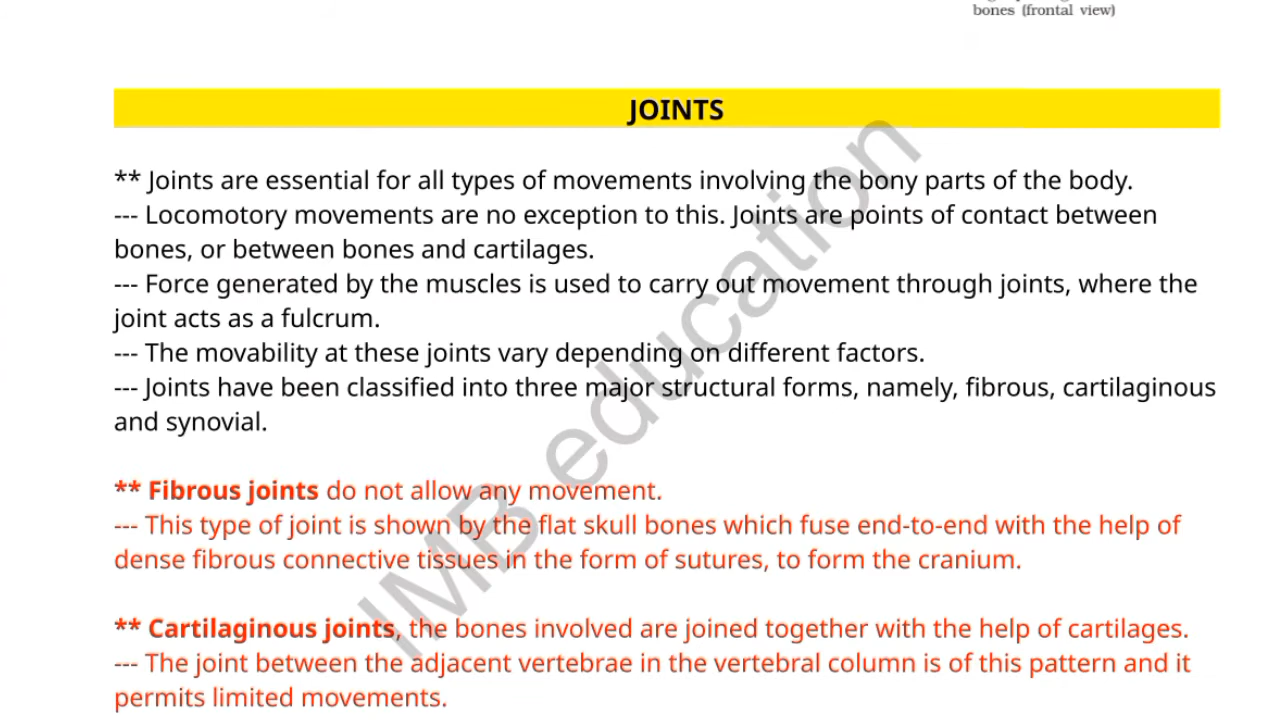 bones (frontal view)
JOINTS
** Joints are essential for all types of movements involving the bony parts of the body.
--- Locomotory movements are no exception to this. Joints are points of contact between
bones, or between bones and cartilages.
--- Force generated by the muscles is used to carry out movement through joints, where the
joint acts as a fulcrum.
--- The movability at these joints vary depending on different factors.
--- Joints have been classified into three major structural forms, namely, fibrous, cartilaginous
and synovial.
** Fibrous joints do not allow any movement.
--- This type of joint is shown by the flat skull bones which fuse end-to-end with the help of
dense fibrous connective tissues in the form of sutures, to form the cranium.
** Cartilaginous joints, the bones involved are joined together with the help of cartilages.
--- The joint between the adjacent vertebrae in the vertebral column is of this pattern and it
permits limited movements.
IMB education